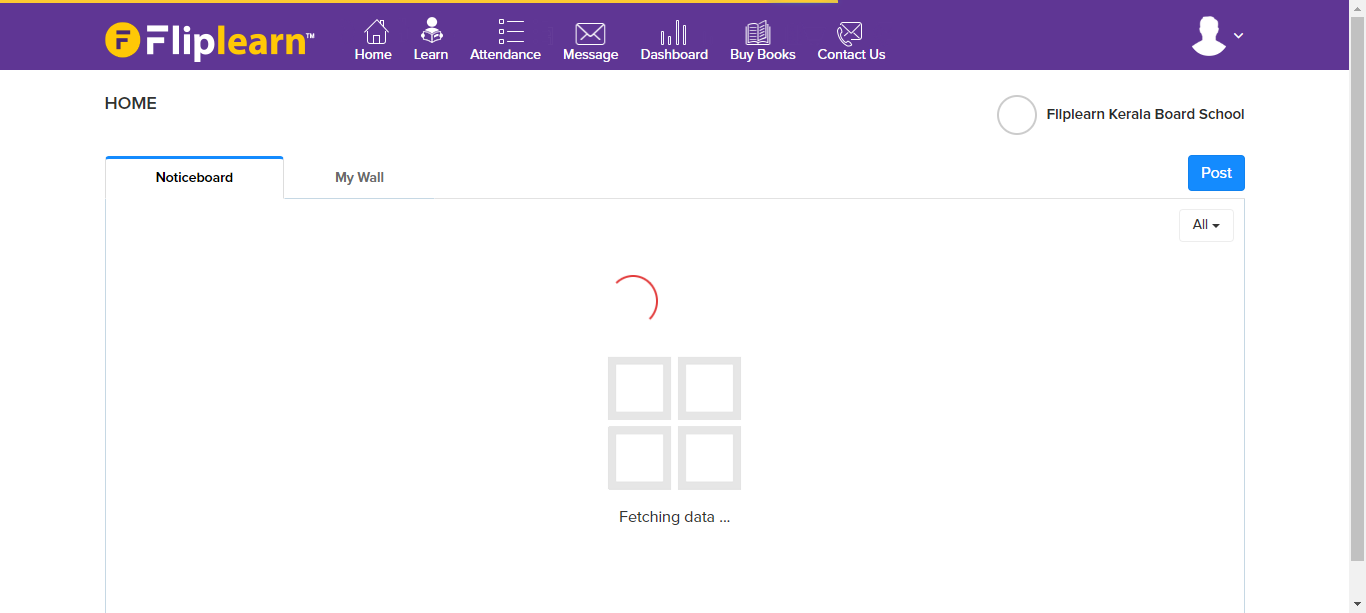 F Fliplearn™
Home Learn Attendance Message Dashboard Buy Books Contact Us
HOME
Fliplearn Kerala Board School
Noticeboard My Wall Post
All
Fetching data ...